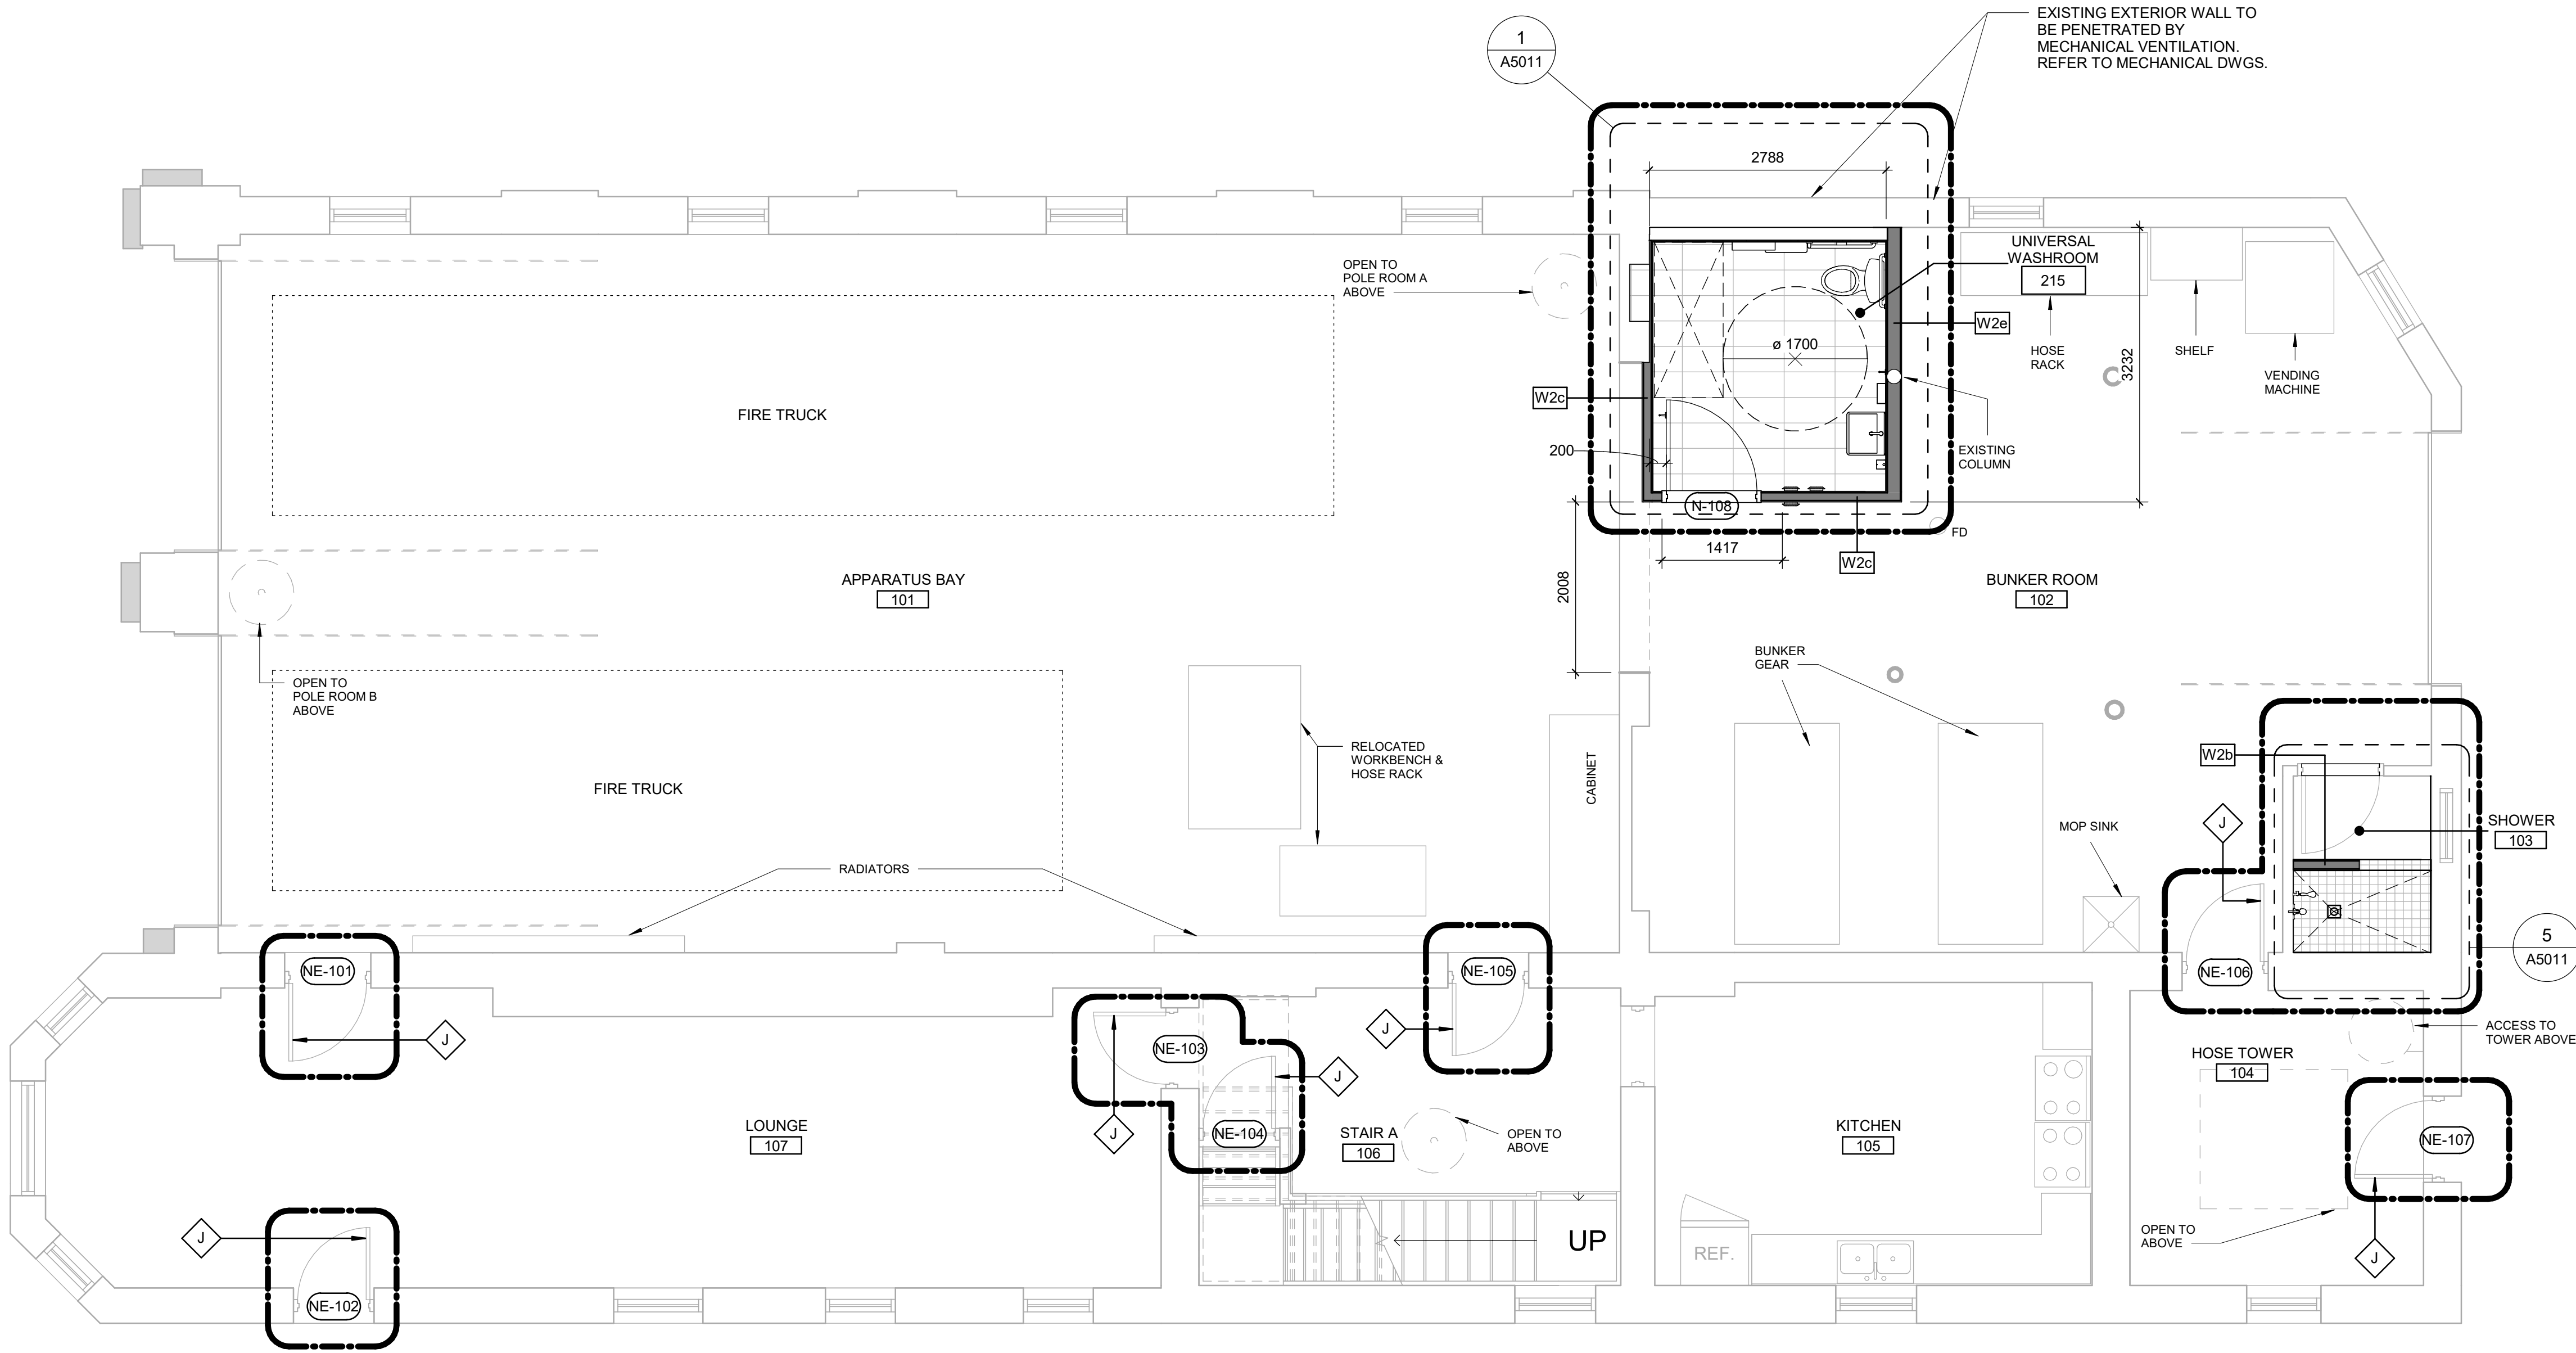 EXISTING EXTERIOR WALL TO
BE PENETRATED BY
MECHANICAL VENTILATION.
REFER TO MECHANICAL DWGS.
1
A5011
2788
UNIVERSAL
WASHROOM
215
OPEN TO
POLE ROOM A
ABOVE
W2e
ø 1700
HOSE
RACK
SHELF
VENDING
MACHINE
3232
FIRE TRUCK
W2c
200
EXISTING
COLUMN
N-108
FD
1417
W2c
2008
APPARATUS BAY
101
BUNKER ROOM
102
OPEN TO
POLE ROOM B
ABOVE
BUNKER
GEAR
RELOCATED
WORKBENCH &
HOSE RACK
CABINET
W2b
FIRE TRUCK
J
SHOWER
103
MOP SINK
RADIATORS
5
A5011
NE-101
NE-105
NE-106
J
J
NE-103
J
ACCESS TO
TOWER ABOVE
HOSE TOWER
104
LOUNGE
107
J
NE-104
STAIR A
106
OPEN TO
ABOVE
KITCHEN
105
NE-107
J
UP
REF.
OPEN TO
ABOVE
J
NE-102